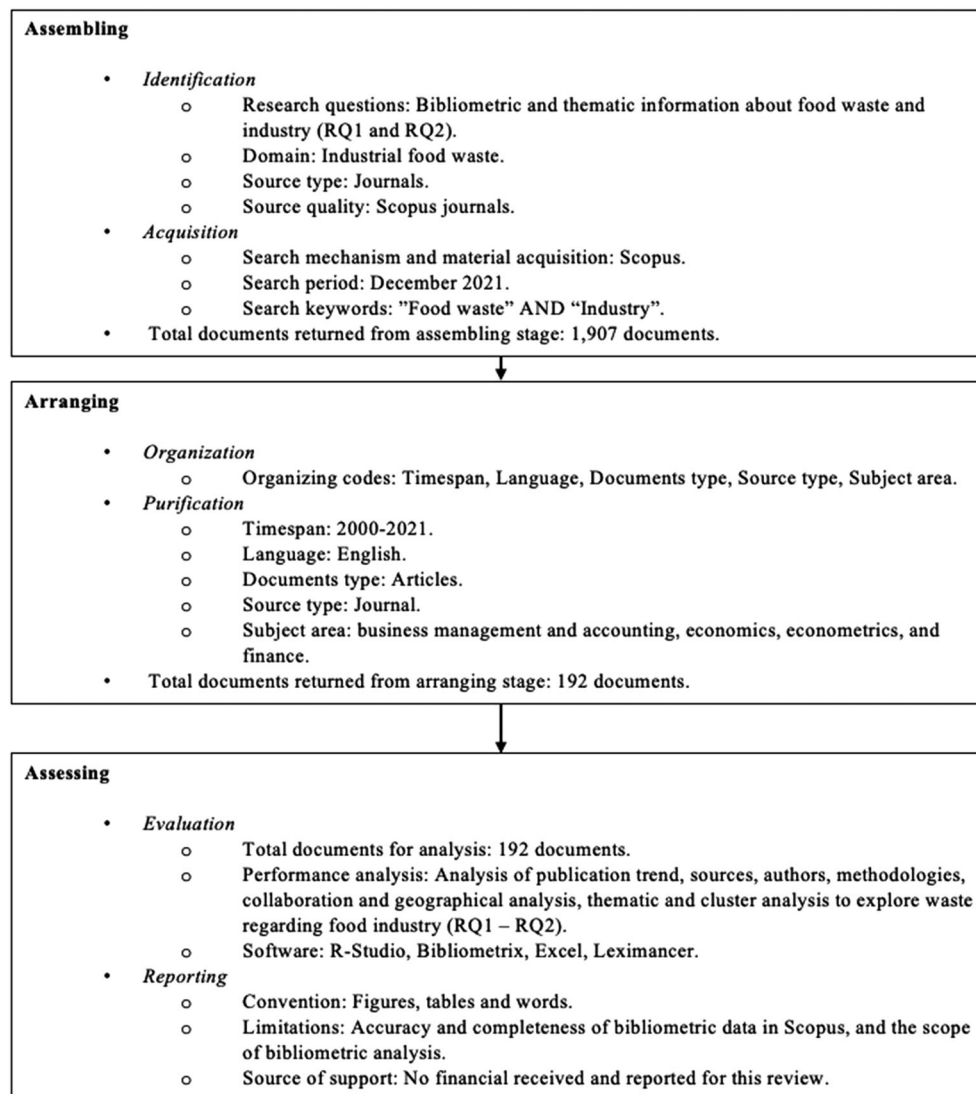 Assembling
• Identification
o Research questions: Bibliometric and thematic information about food waste and
industry (RQ1 and RQ2).
o Domain: Industrial food waste.
o Source type: Journals.
o Source quality: Scopus journals.
• Acquisition
o Search mechanism and material acquisition: Scopus.
o Search period: December 2021.
o Search keywords: ”Food waste” AND “Industry”.
• Total documents returned from assembling stage: 1,907 documents.
Arranging
• Organization
o Organizing codes: Timespan, Language, Documents type, Source type, Subject area.
• Purification
o Timespan: 2000-2021.
o Language: English.
o Documents type: Articles.
o Source type: Journal.
o Subject area: business management and accounting, economics, econometrics, and
finance.
• Total documents returned from arranging stage: 192 documents.
Assessing
• Evaluation
o Total documents for analysis: 192 documents.
o Performance analysis: Analysis of publication trend, sources, authors, methodologies,
collaboration and geographical analysis, thematic and cluster analysis to explore waste
regarding food industry (RQ1 – RQ2).
o Software: R-Studio, Bibliometrix, Excel, Leximancer.
• Reporting
o Convention: Figures, tables and words.
o Limitations: Accuracy and completeness of bibliometric data in Scopus, and the scope
of bibliometric analysis.
o Source of support: No financial received and reported for this review.